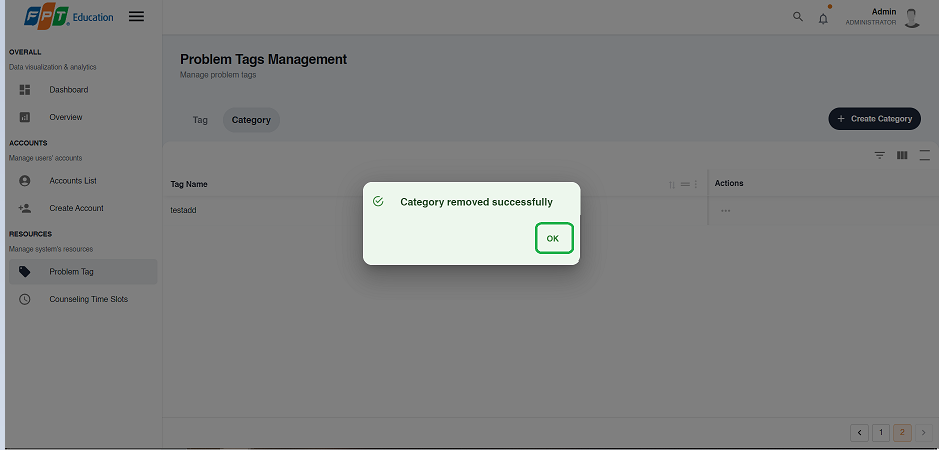 FPT Education
Admin
ADMINISTRATOR
OVERALL
Data visualization & analytics
Dashboard
Overview
ACCOUNTS
Manage users' accounts
Accounts List
Create Account
RESOURCES
Manage system's resources
Problem Tag
Counseling Time Slots
Problem Tags Management
Manage problem tags
Tag Category
+ Create Category
Tag Name Actions
testadd ...
Category removed successfully
OK
< 1 2 >